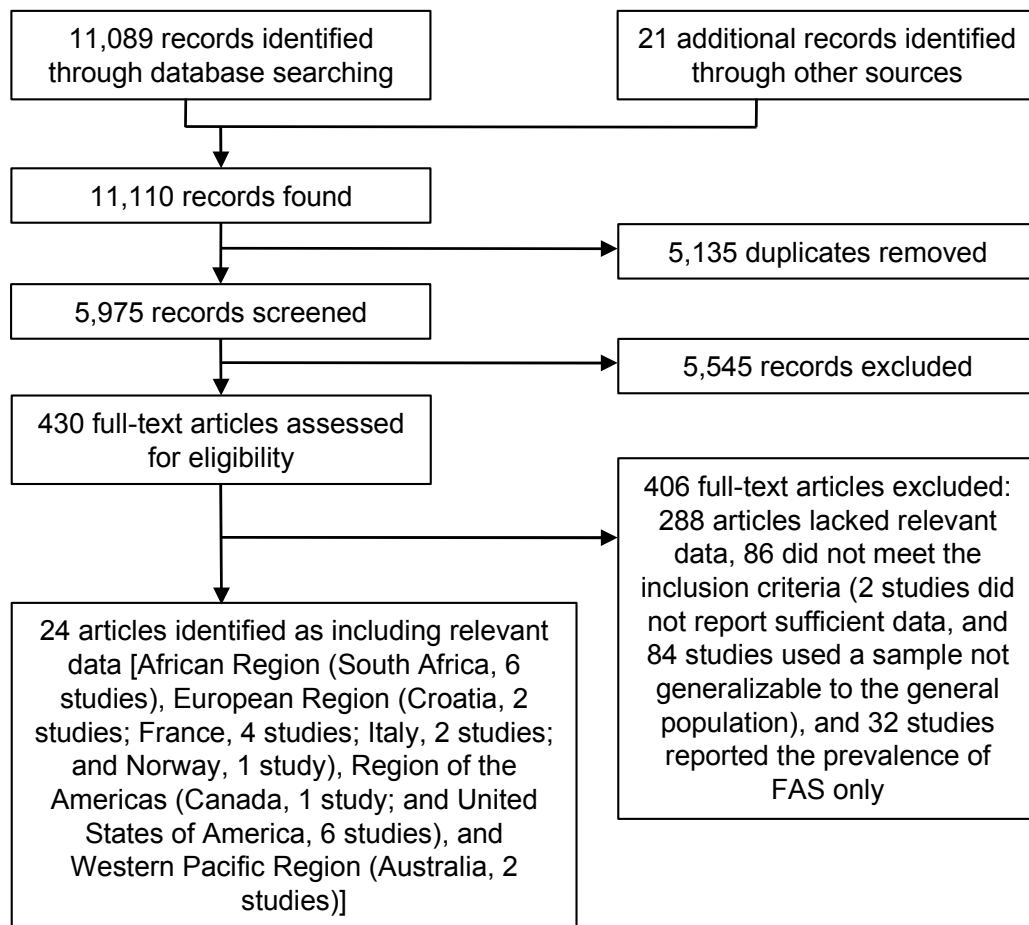 11,089 records identified
through database searching
21 additional records identified
through other sources
11,110 records found
5,135 duplicates removed
5,975 records screened
5,545 records excluded
430 full-text articles assessed
for eligibility
406 full-text articles excluded:
288 articles lacked relevant
data, 86 did not meet the
inclusion criteria (2 studies did
not report sufficient data, and
84 studies used a sample not
generalizable to the general
population), and 32 studies
reported the prevalence of
FAS only
24 articles identified as including relevant
data [African Region (South Africa, 6
studies), European Region (Croatia, 2
studies; France, 4 studies; Italy, 2 studies;
and Norway, 1 study), Region of the
Americas (Canada, 1 study; and United
States of America, 6 studies), and
Western Pacific Region (Australia, 2
studies)]